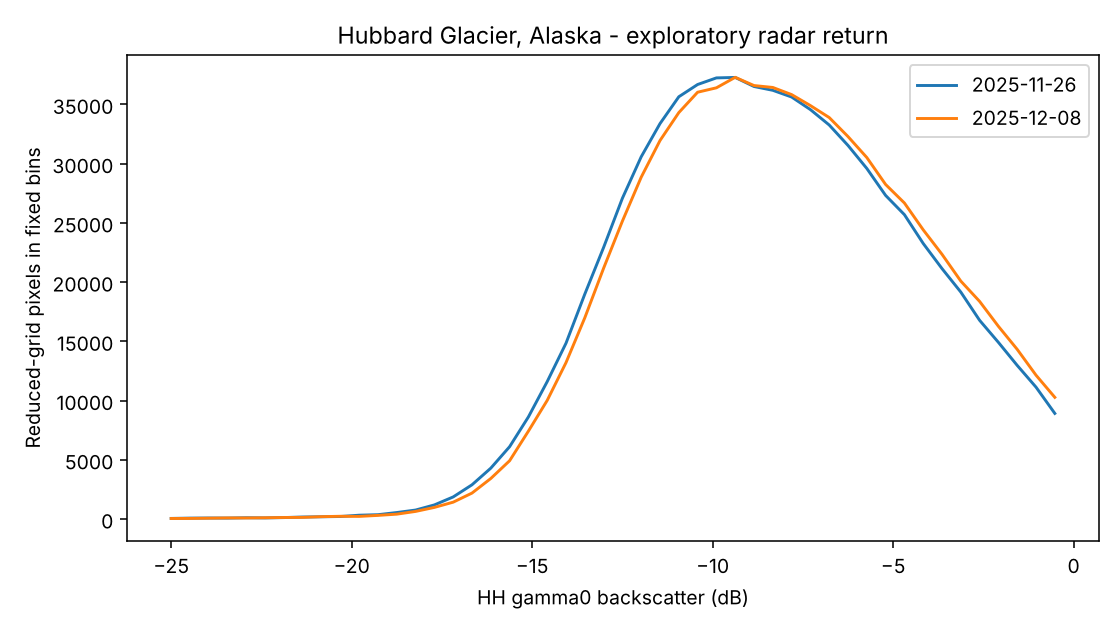 Hubbard Glacier, Alaska - exploratory radar return
2025-11-26
2025-12-08
Reduced-grid pixels in fixed bins
35000
30000
25000
20000
15000
10000
5000
0
−25 −20 −15 −10 −5 0
HH gamma0 backscatter (dB)